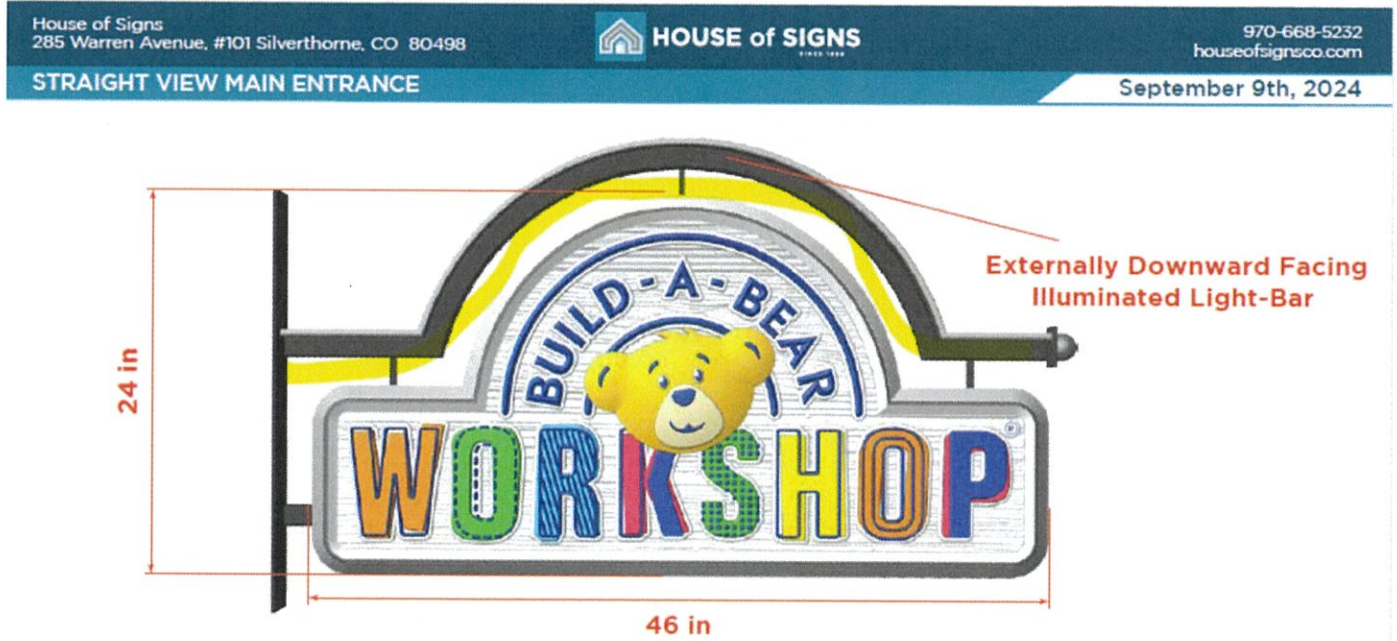 House of Signs
285 Warren Avenue, #101 Silverthorne, CO 80498
HOUSE of SIGNS
SINCE 1994
970-668-5232
houseofsignsco.com
STRAIGHT VIEW MAIN ENTRANCE
September 9th, 2024
Externally Downward Facing
Illuminated Light-Bar
24 in
BUILD-A-BEAR
WORKSHOP®
46 in